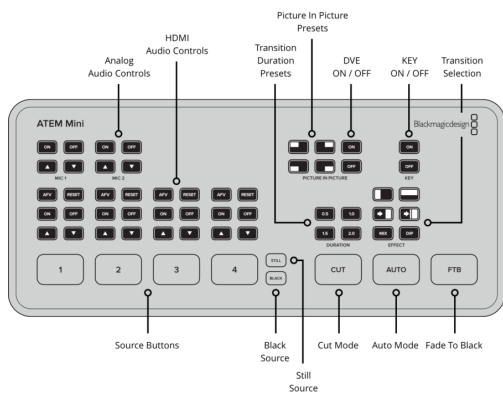 Picture In Picture
Presets
HDMI
Audio Controls
Transition
Duration
Presets
DVE
ON / OFF
KEY
ON / OFF
Transition
Selection
Analog
Audio Controls
ATEM Mini
Blackmagicdesign
ON OFF ON OFF
MIC 1 MIC 2
ON
OFF
PICTURE IN PICTURE
ON
OFF
KEY
AFV RESET AFV RESET AFV RESET AFV RESET
ON OFF ON OFF ON OFF ON OFF
0.5 1.0
1.5 2.0
DURATION
MIX DIP
EFFECT
1 2 3 4
STILL
BLACK
CUT AUTO FTB
Source Buttons
Black
Source
Still
Source
Cut Mode
Auto Mode
Fade To Black